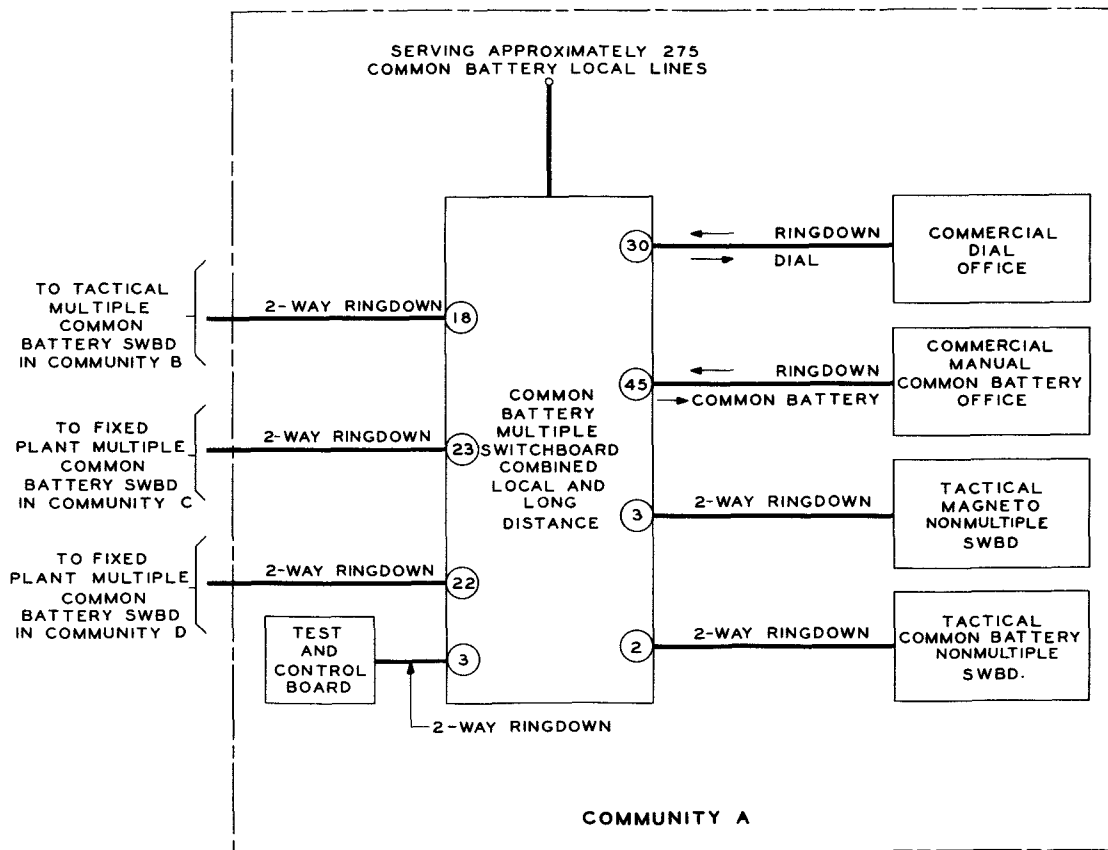 SERVING APPROXIMATELY 275
COMMON BATTERY LOCAL LINES
TO TACTICAL
MULTIPLE
COMMON
BATTERY SWBD
IN COMMUNITY B
2-WAY RINGDOWN
18
TO FIXED
PLANT MULTIPLE
COMMON
BATTERY SWBD
IN COMMUNITY C
2-WAY RINGDOWN
23
TO FIXED
PLANT MULTIPLE
COMMON
BATTERY SWBD
IN COMMUNITY D
2-WAY RINGDOWN
22
TEST
AND
CONTROL
BOARD
3
2-WAY RINGDOWN
COMMON
BATTERY
MULTIPLE
SWITCHBOARD
COMBINED
LOCAL AND
LONG
DISTANCE
30
RINGDOWN
DIAL
COMMERCIAL
DIAL
OFFICE
45
RINGDOWN
COMMON BATTERY
COMMERCIAL
MANUAL
COMMON BATTERY
OFFICE
3
2-WAY RINGDOWN
TACTICAL
MAGNETO
NONMULTIPLE
SWBD
2
2-WAY RINGDOWN
TACTICAL
COMMON BATTERY
NONMULTIPLE
SWBD.
COMMUNITY A